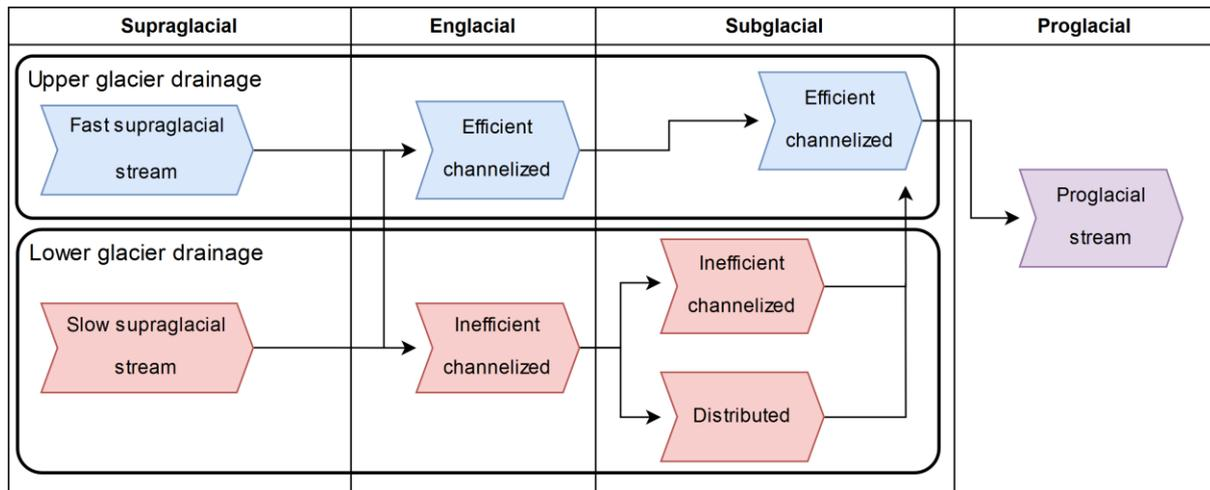 Supraglacial
Englacial
Subglacial
Proglacial
Upper glacier drainage
Fast supraglacial
stream
Efficient
channelized
Efficient
channelized
Proglacial
stream
Lower glacier drainage
Slow supraglacial
stream
Inefficient
channelized
Inefficient
channelized
Distributed